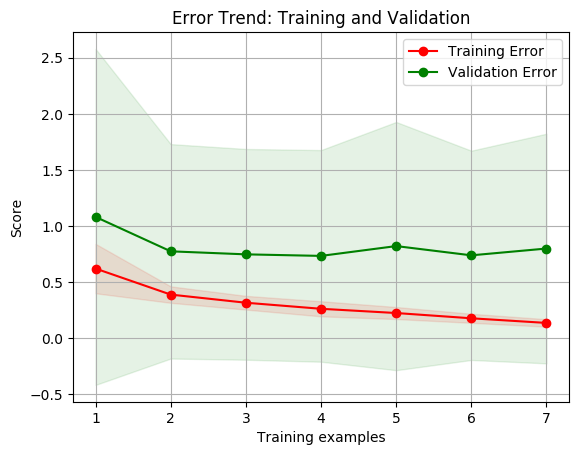 Error Trend: Training and Validation
Training Error
Validation Error
Score
2.5
2.0
1.5
1.0
0.5
0.0
−0.5
1 2 3 4 5 6 7
Training examples